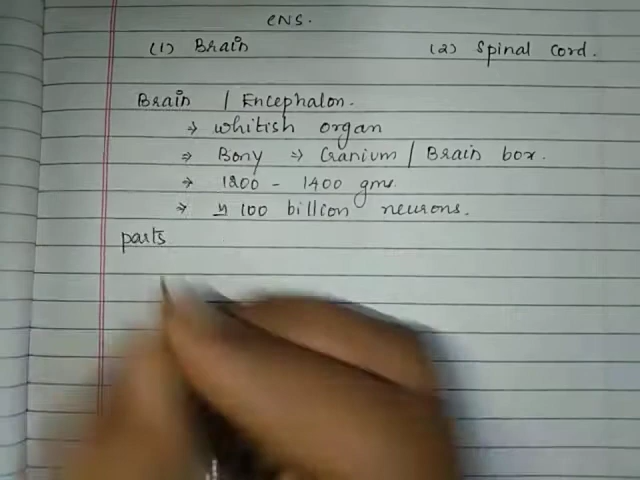 CNS.
(1) Brain (2) Spinal cord.
Brain / Encephalon.
→ whitish organ
⇒ Bony ⇒ Cranium / Brain box.
→ 1200 - 1400 gms.
→ ≃ 100 billion neurons.
parts